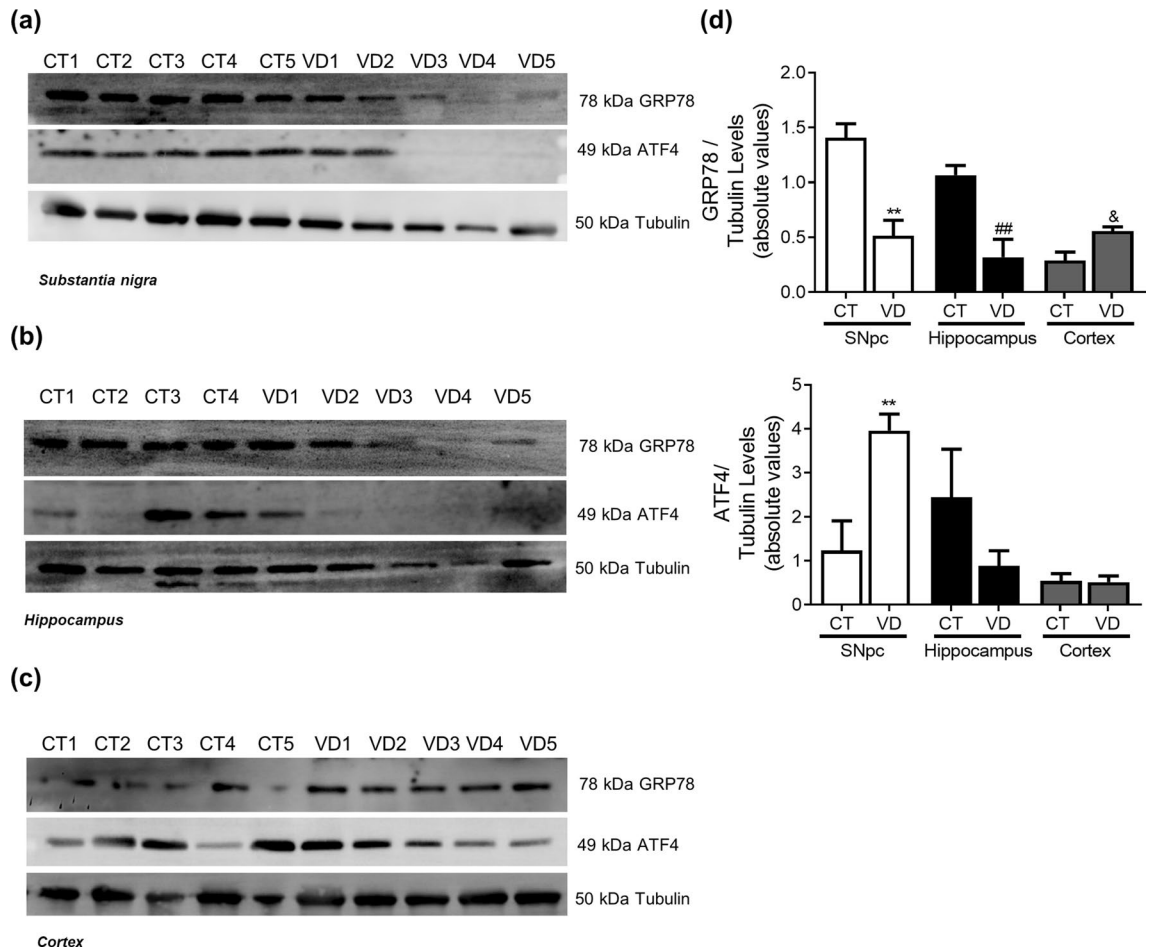 (a)
CT1 CT2 CT3 CT4 CT5 VD1 VD2 VD3 VD4 VD5
78 kDa GRP78
49 kDa ATF4
50 kDa Tubulin
Substantia nigra
(b)
CT1 CT2 CT3 CT4 VD1 VD2 VD3 VD4 VD5
78 kDa GRP78
49 kDa ATF4
50 kDa Tubulin
Hippocampus
(c)
CT1 CT2 CT3 CT4 CT5 VD1 VD2 VD3 VD4 VD5
78 kDa GRP78
49 kDa ATF4
50 kDa Tubulin
Cortex
(d)
GRP78 /
Tubulin Levels
(absolute values)
2.0
1.5
1.0
0.5
0.0
**
##
&
CT VD CT VD CT VD
SNpc Hippocampus Cortex
ATF4/
Tubulin Levels
(absolute values)
5
4
3
2
1
0
**
CT VD CT VD CT VD
SNpc Hippocampus Cortex